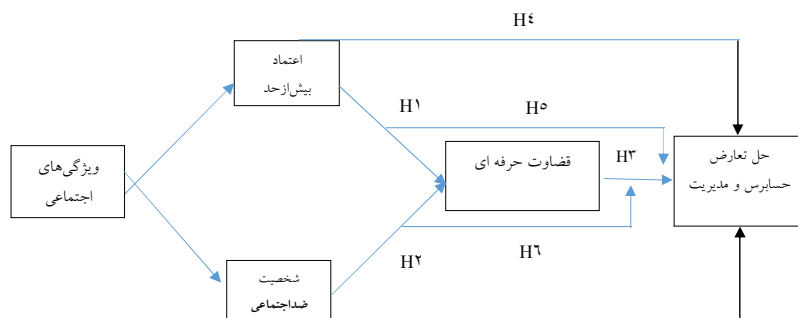 H٤
اعتماد
بیش‌ازحد
H١
H٥
ویژگی‌های
اجتماعی
قضاوت حرفه ای
H٣
حل تعارض
حسابرس و مدیریت
H٢
H٦
شخصیت
ضداجتماعی